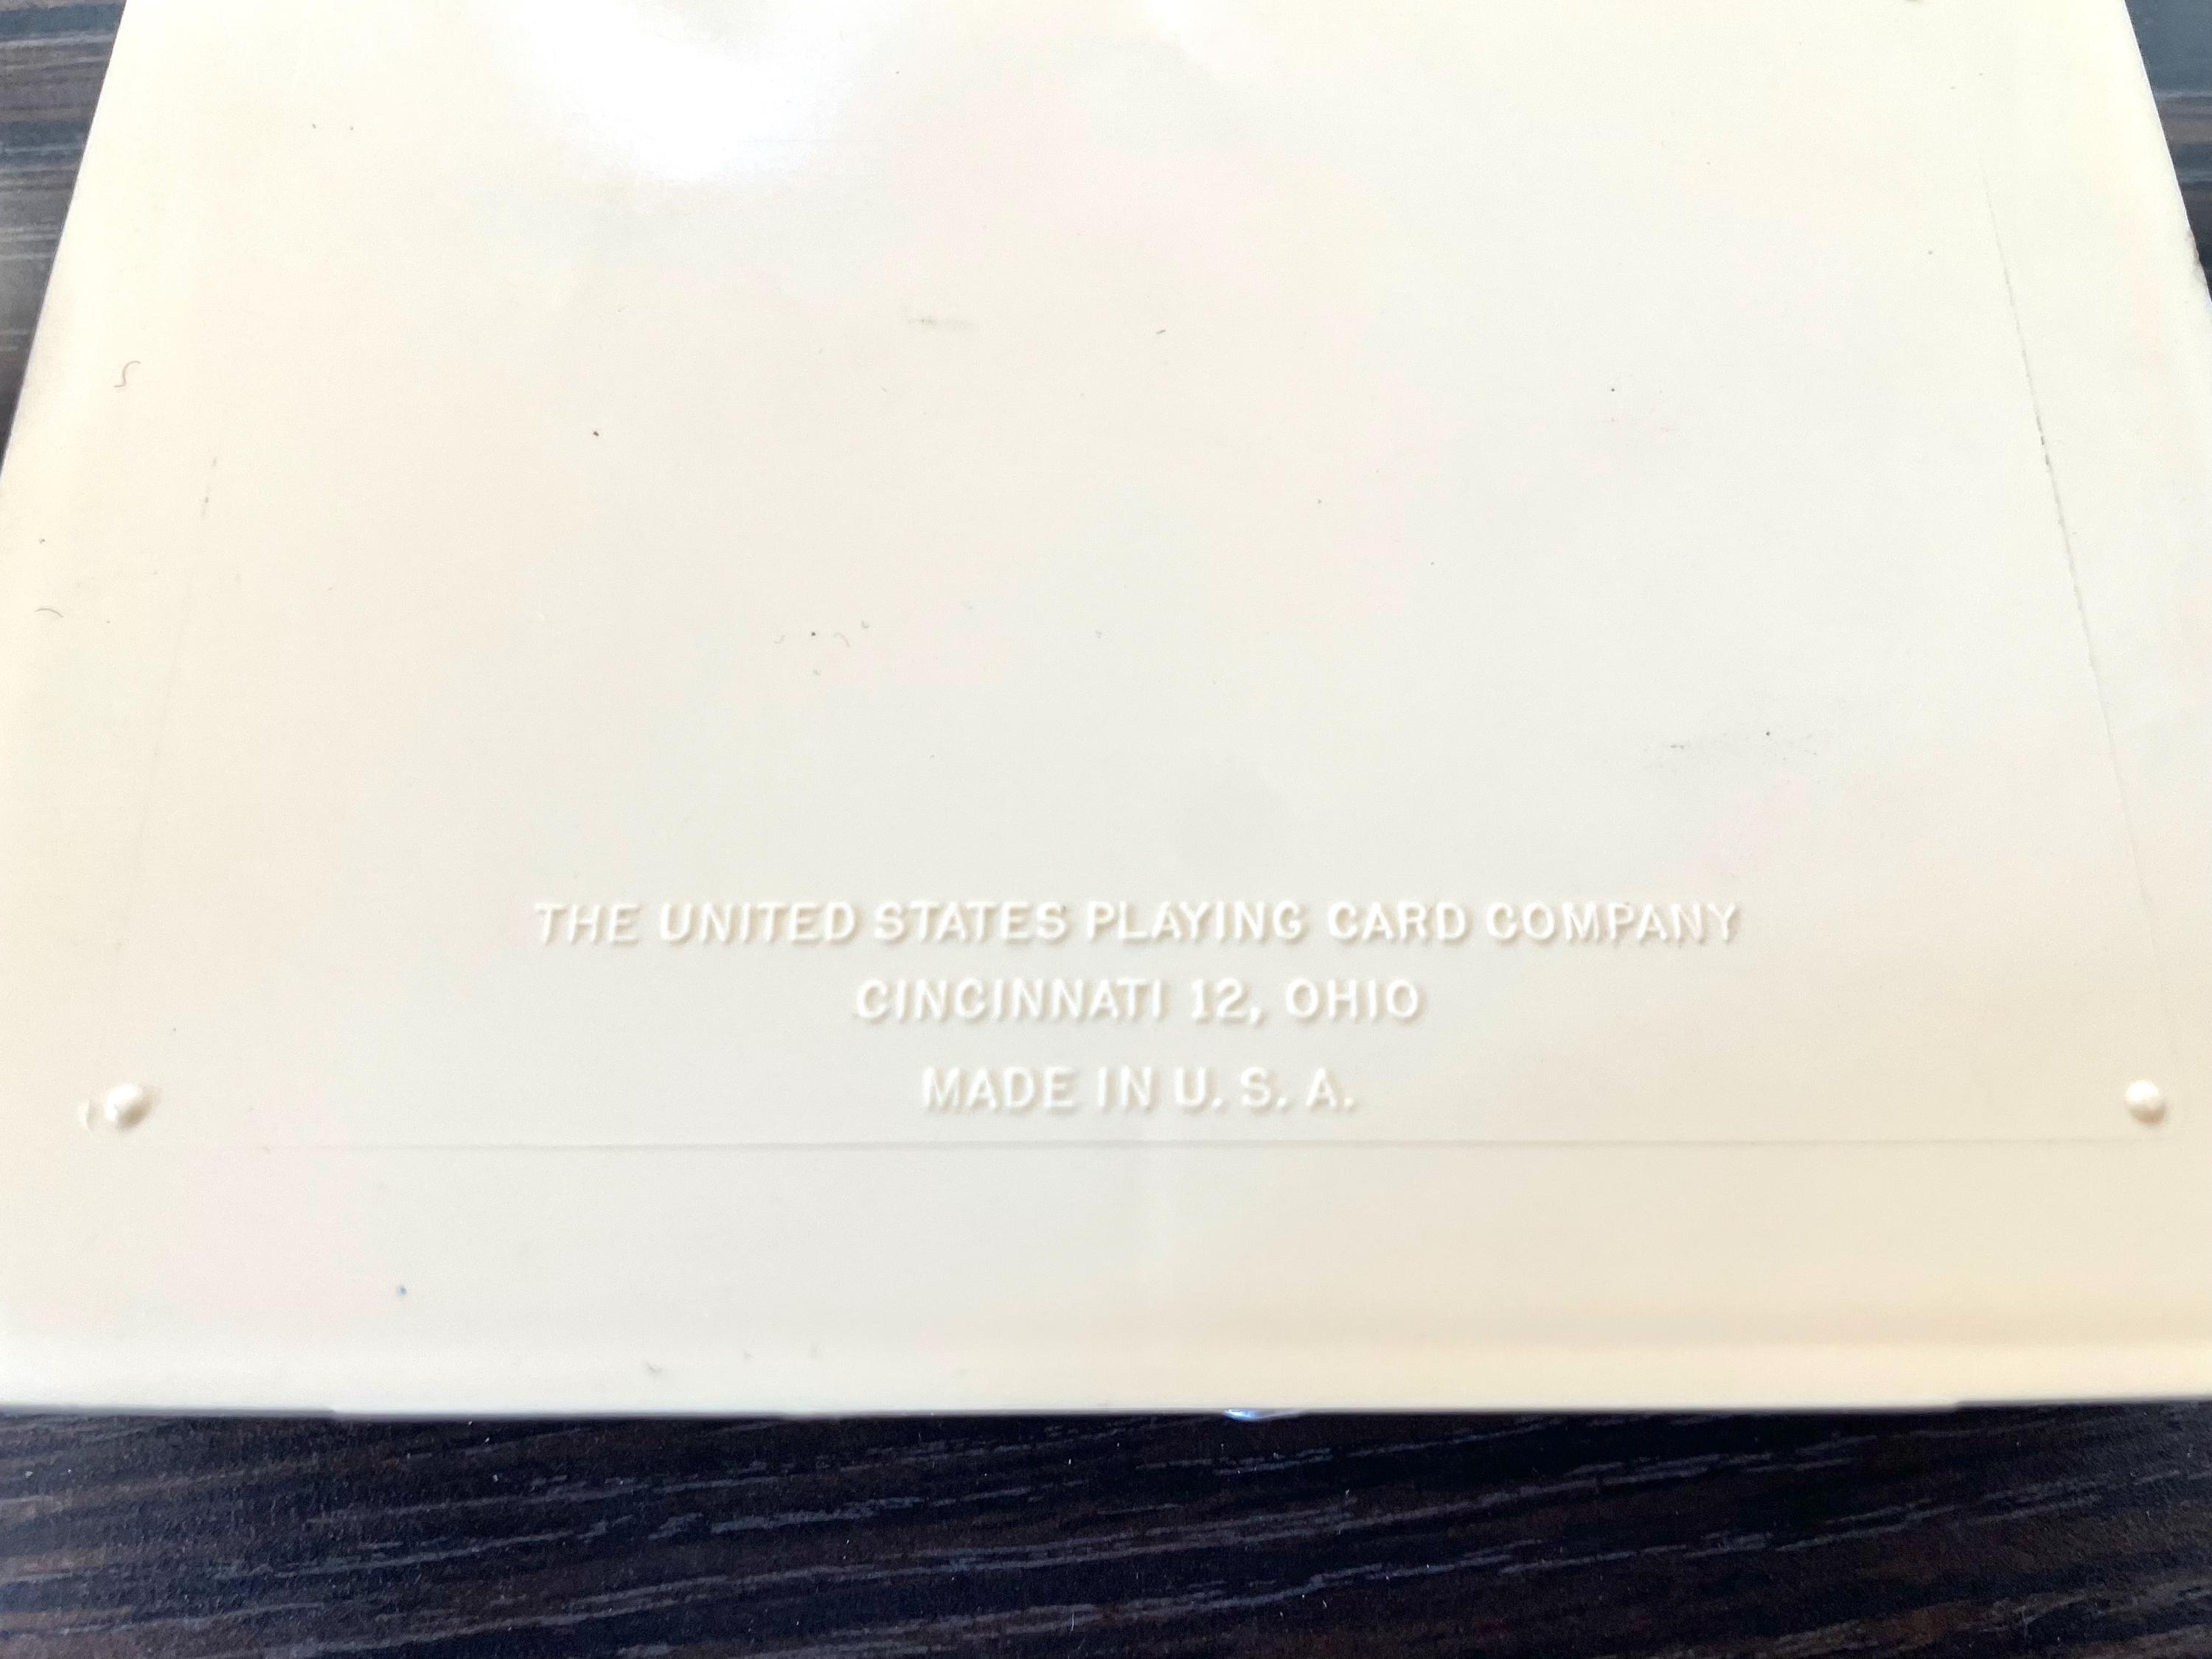 THE UNITED STATES PLAYING CARD COMPANY
CINCINNATI 12, OHIO
MADE IN U. S. A.